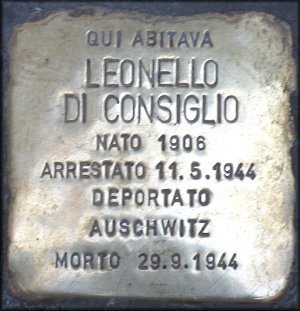 QUI ABITAVA
LEONELLO
DI CONSIGLIO
NATO 1906
ARRESTATO 11.5.1944
DEPORTATO
AUSCHWITZ
MORTO 29.9.1944